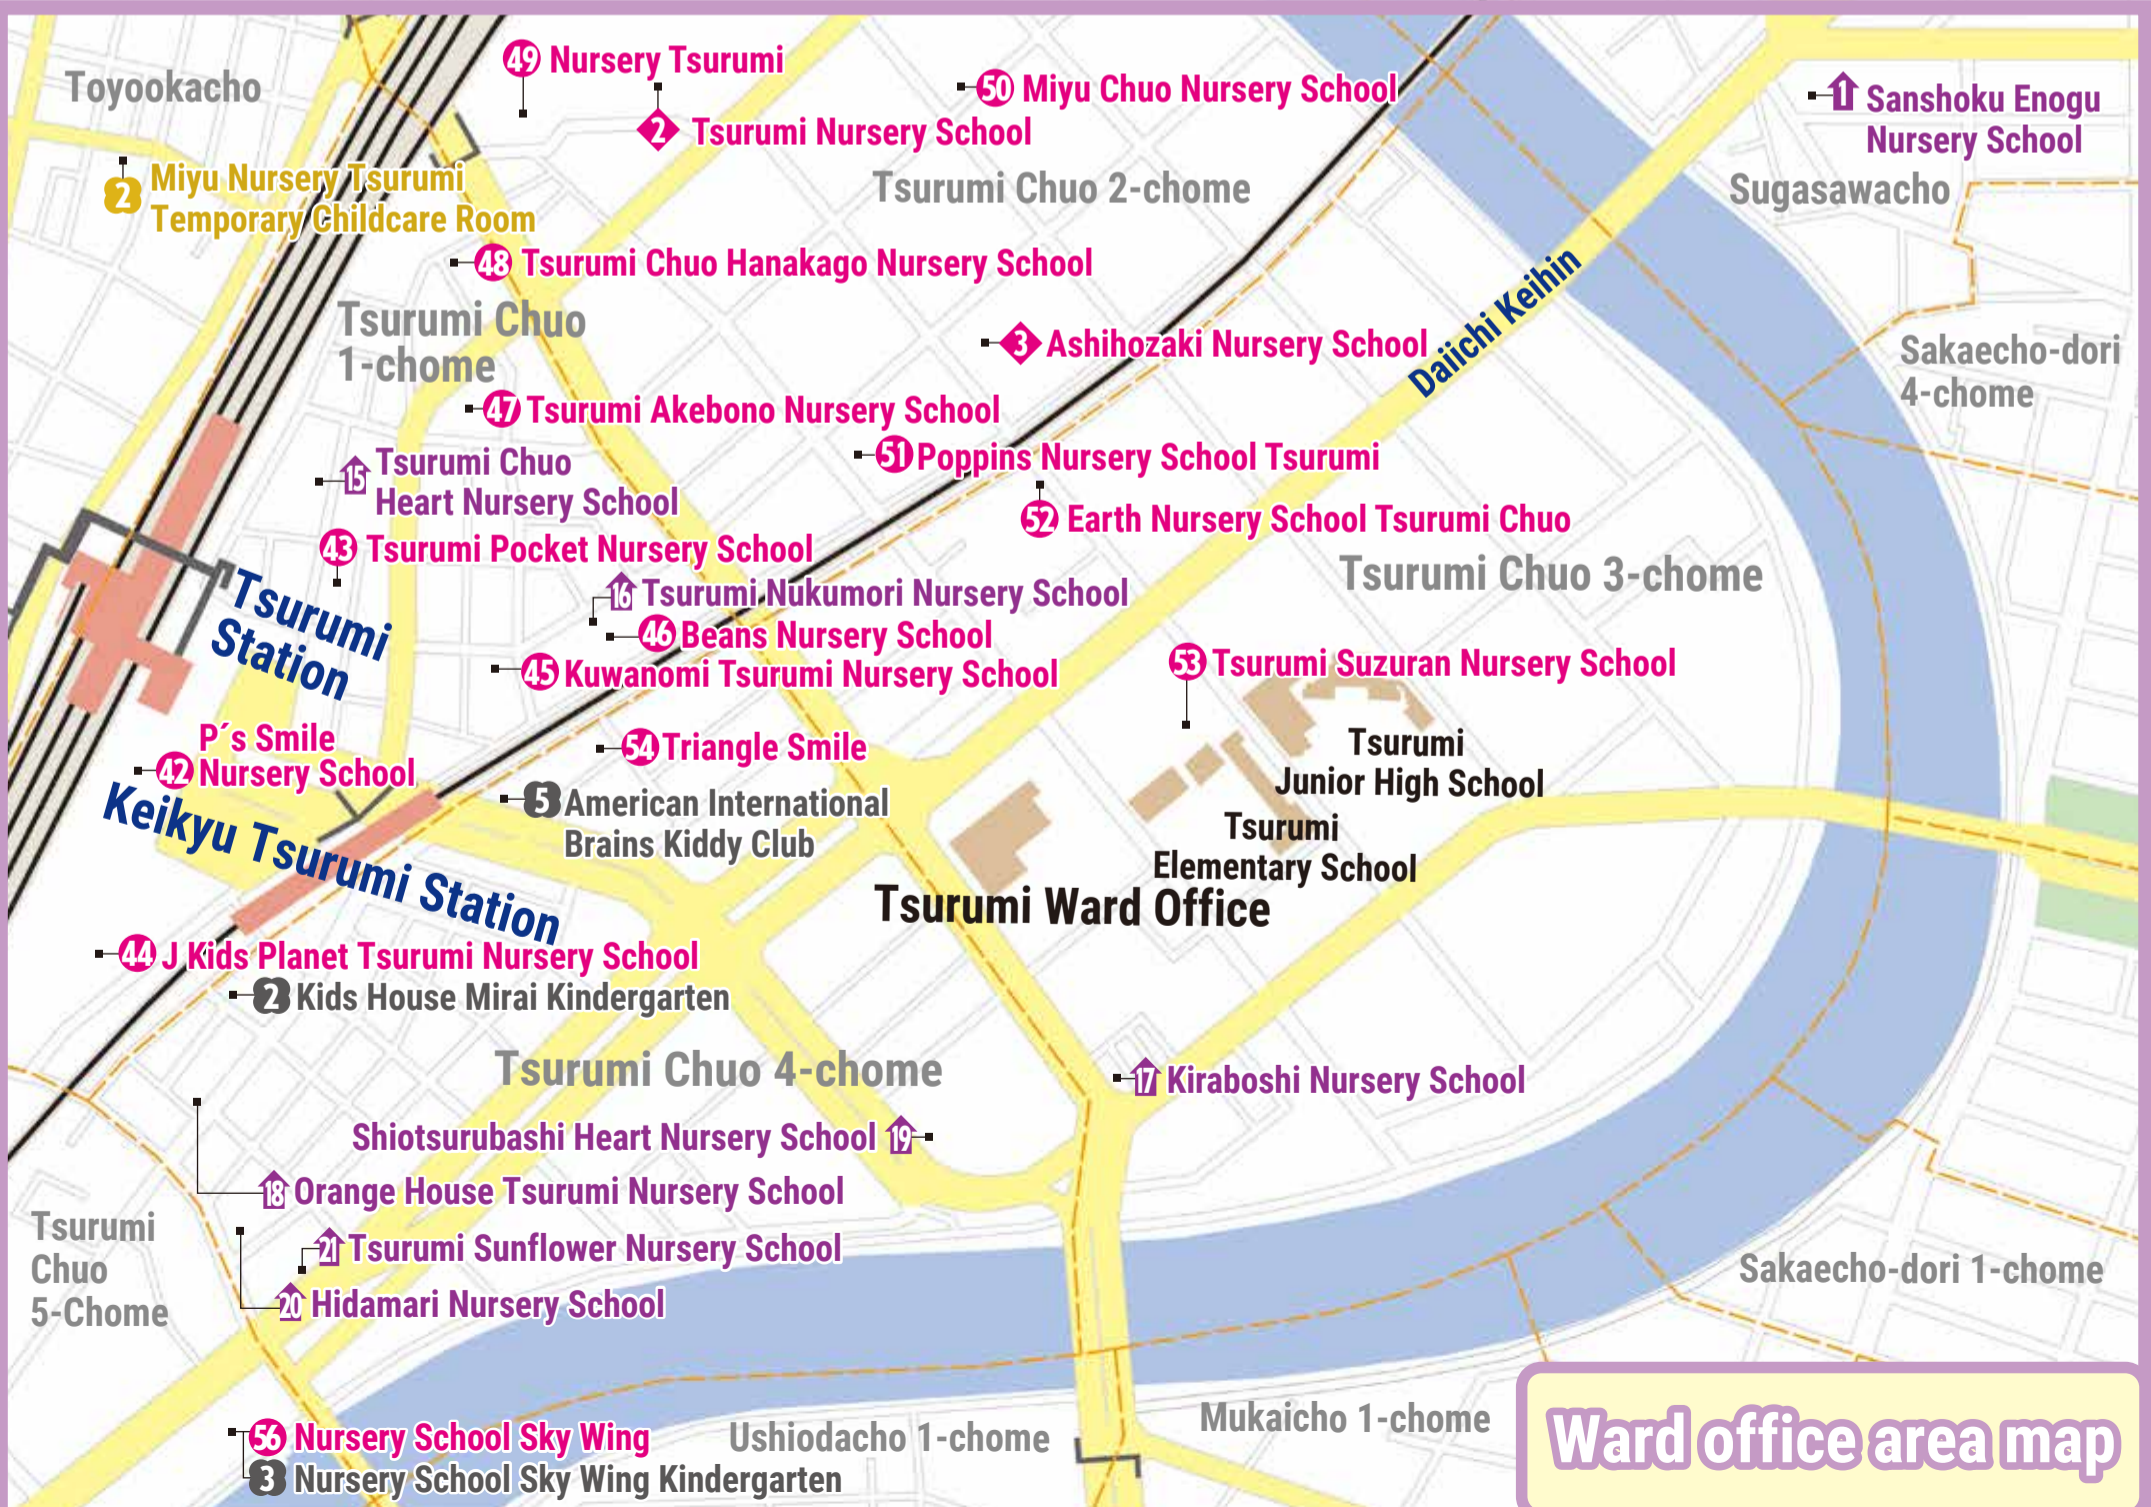 Toyookacho
49 Nursery Tsurumi
2 Tsurumi Nursery School
50 Miyu Chuo Nursery School
1 Sanshoku Enogu
Nursery School
2 Miyu Nursery Tsurumi
Temporary Childcare Room
Tsurumi Chuo 2-chome
Sugasawacho
48 Tsurumi Chuo Hanakago Nursery School
Daiichi Keihin
Tsurumi Chuo
1-chome
3 Ashihozaki Nursery School
Sakaecho-dori
4-chome
47 Tsurumi Akebono Nursery School
51 Poppins Nursery School Tsurumi
15 Tsurumi Chuo
Heart Nursery School
52 Earth Nursery School Tsurumi Chuo
43 Tsurumi Pocket Nursery School
Tsurumi Chuo 3-chome
16 Tsurumi Nukumori Nursery School
Tsurumi
Station
46 Beans Nursery School
45 Kuwanomi Tsurumi Nursery School
53 Tsurumi Suzuran Nursery School
42 P´s Smile
Nursery School
54 Triangle Smile
Tsurumi
Junior High School
5 American International
Brains Kiddy Club
Keikyu Tsurumi Station
Tsurumi
Elementary School
Tsurumi Ward Office
44 J Kids Planet Tsurumi Nursery School
2 Kids House Mirai Kindergarten
Tsurumi Chuo 4-chome
17 Kiraboshi Nursery School
Shiotsurubashi Heart Nursery School 19
18 Orange House Tsurumi Nursery School
Tsurumi
Chuo
5-Chome
21 Tsurumi Sunflower Nursery School
20 Hidamari Nursery School
Sakaecho-dori 1-chome
56 Nursery School Sky Wing
3 Nursery School Sky Wing Kindergarten
Ushiodacho 1-chome
Mukaicho 1-chome
Ward office area map